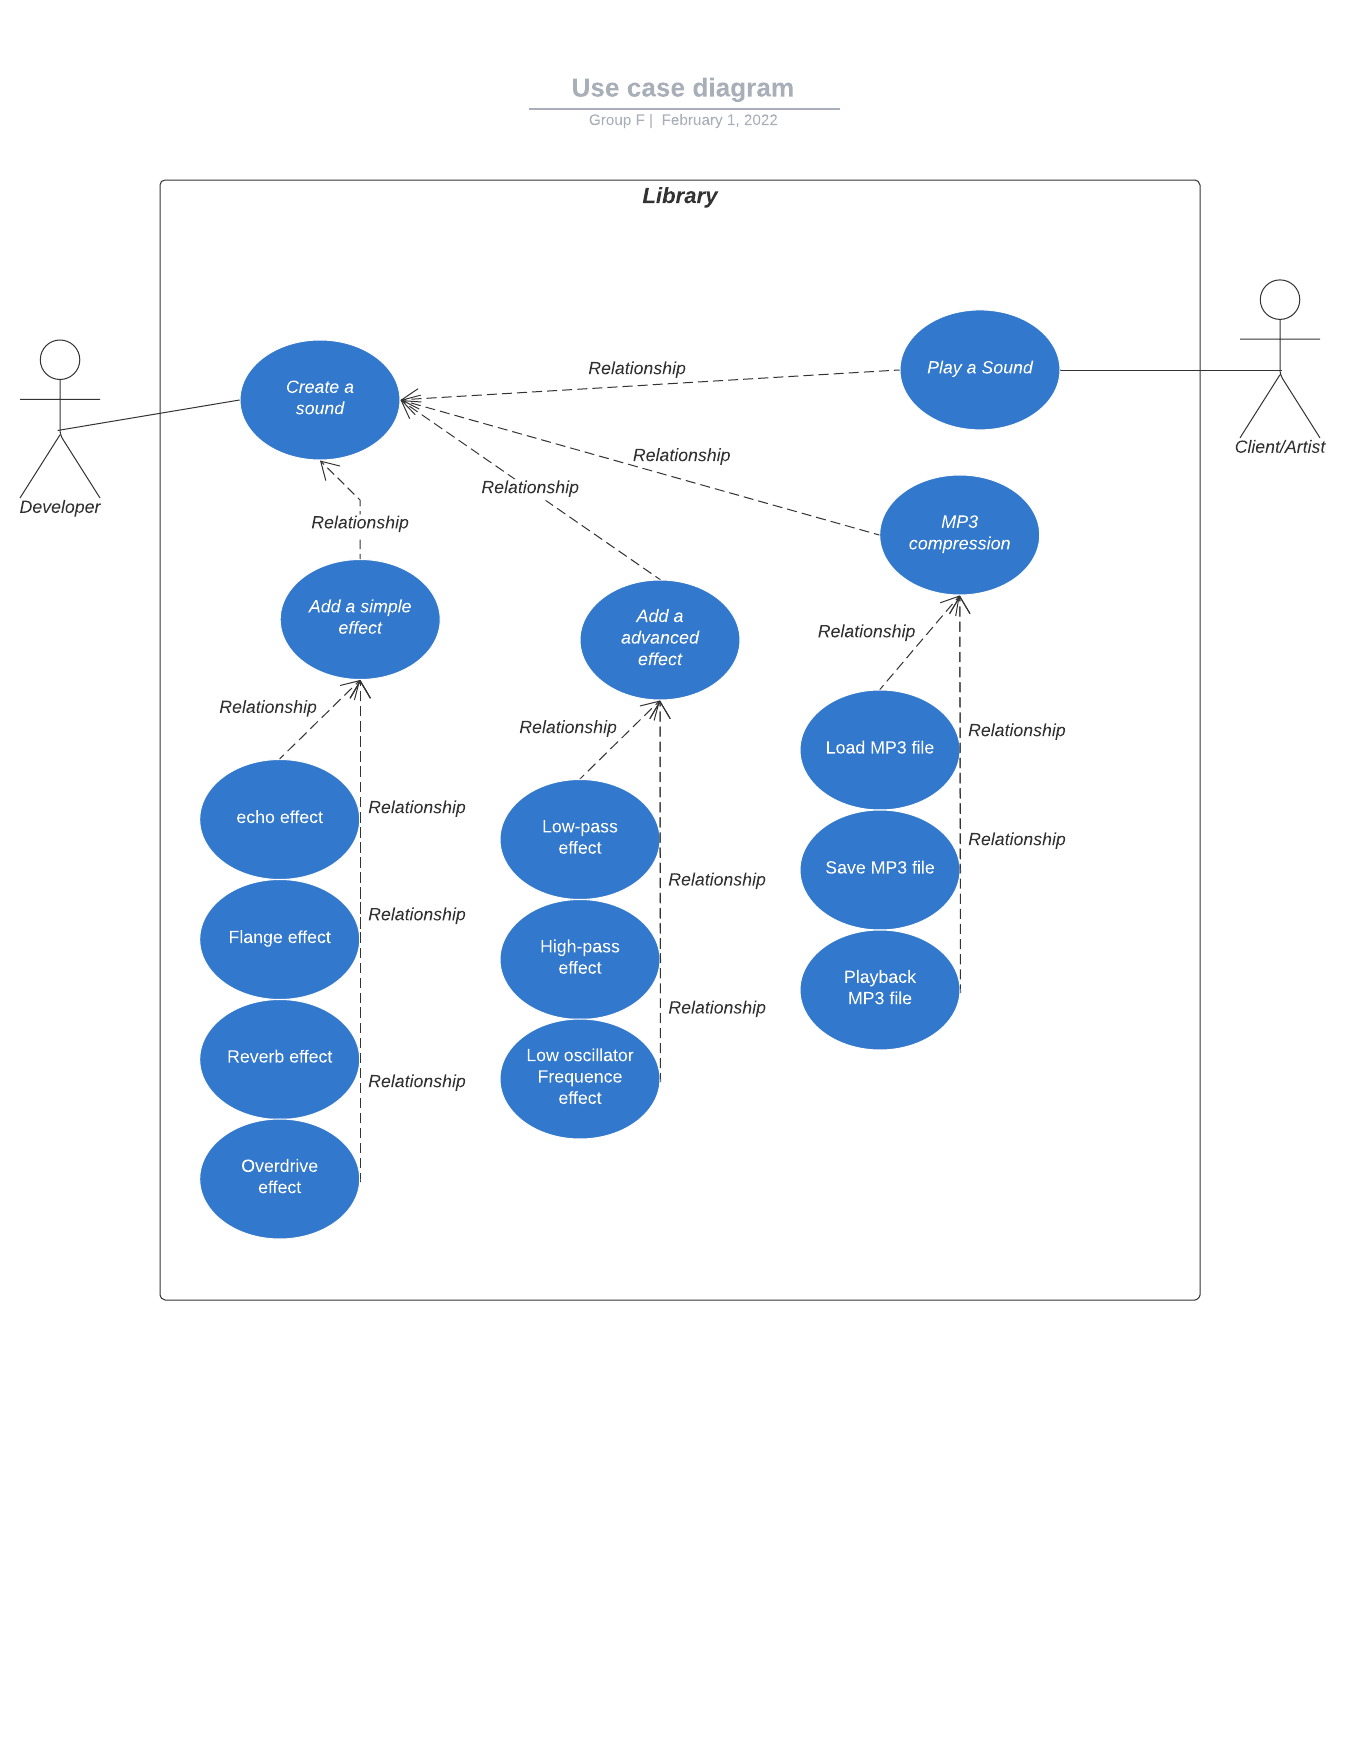 Use case diagram
Group F |  February 1, 2022
Library
Play a Sound
Relationship
Create a
sound
Client/Artist
Relationship
Relationship
Developer
MP3
compression
Relationship
Add a simple
effect
Add a
advanced
effect
Relationship
Relationship
Relationship
Relationship
Load MP3 file
Relationship
echo effect
Low-pass
effect
Relationship
Save MP3 file
Relationship
Relationship
Flange effect
High-pass
effect
Playback
MP3 file
Relationship
Reverb effect
Low oscillator
Frequence
effect
Relationship
Overdrive
effect